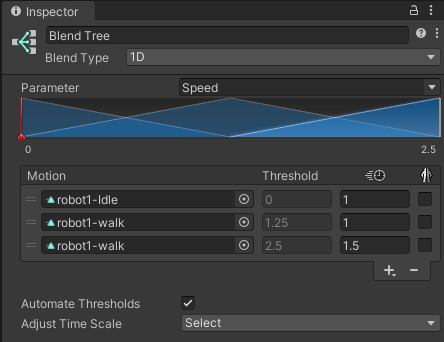 Inspector
Blend Tree
Blend Type 1D
Parameter Speed
0 2.5
Motion Threshold
robot1-Idle 0 1
robot1-walk 1.25 1
robot1-walk 2.5 1.5
+ −
Automate Thresholds
Adjust Time Scale Select